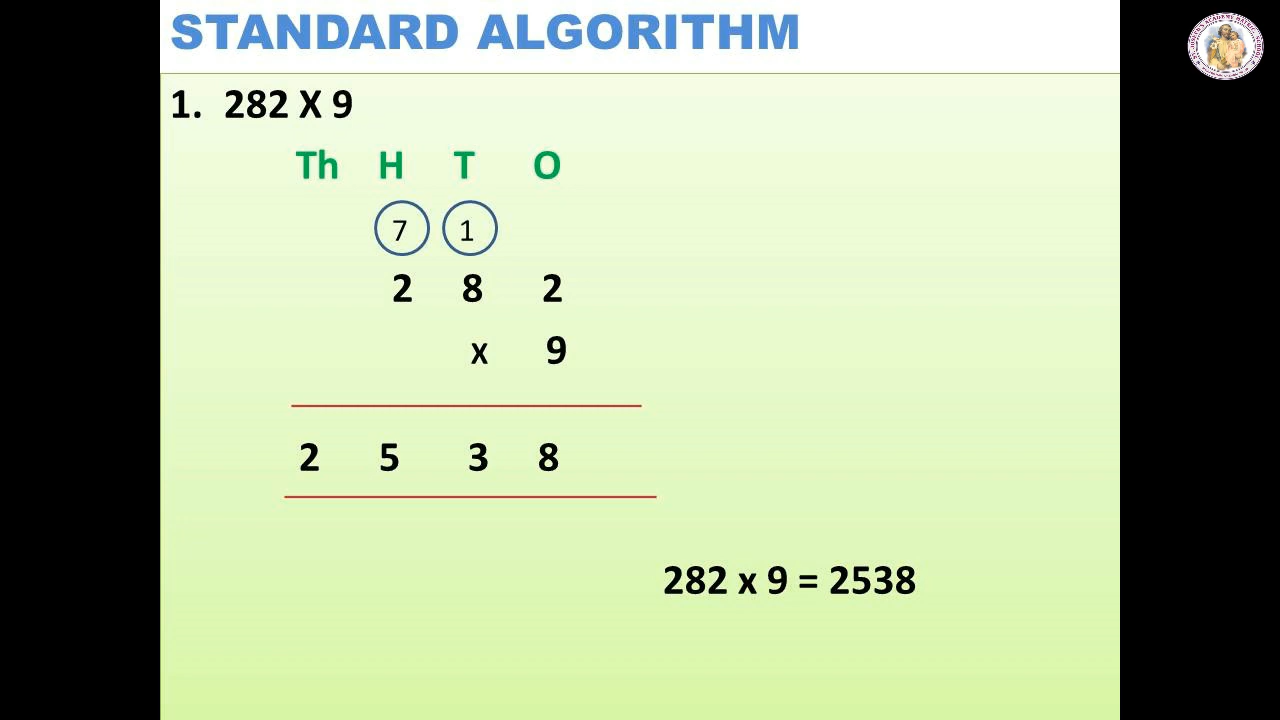 STANDARD ALGORITHM
1. 282 X 9
Th H T O
7 1
2 8 2
x 9
2 5 3 8
282 x 9 = 2538